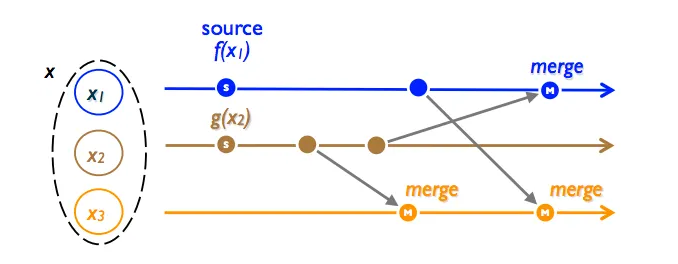 source
f(x₁)
merge
x
x₁
S
M
g(x₂)
x₂
S
merge
merge
x₃
M
M